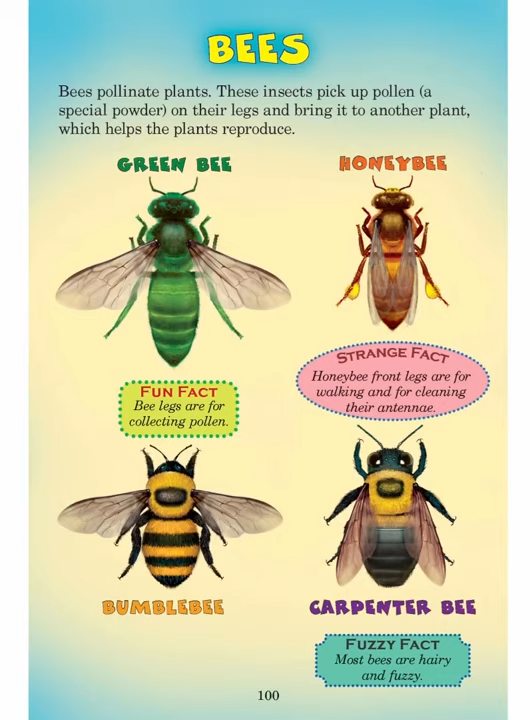 BEES
Bees pollinate plants. These insects pick up pollen (a
special powder) on their legs and bring it to another plant,
which helps the plants reproduce.
GREEN BEE
HONEYBEE
STRANGE FACT
Honeybee front legs are for
walking and for cleaning
their antennae.
FUN FACT
Bee legs are for
collecting pollen.
BUMBLEBEE
CARPENTER BEE
FUZZY FACT
Most bees are hairy
and fuzzy.
100